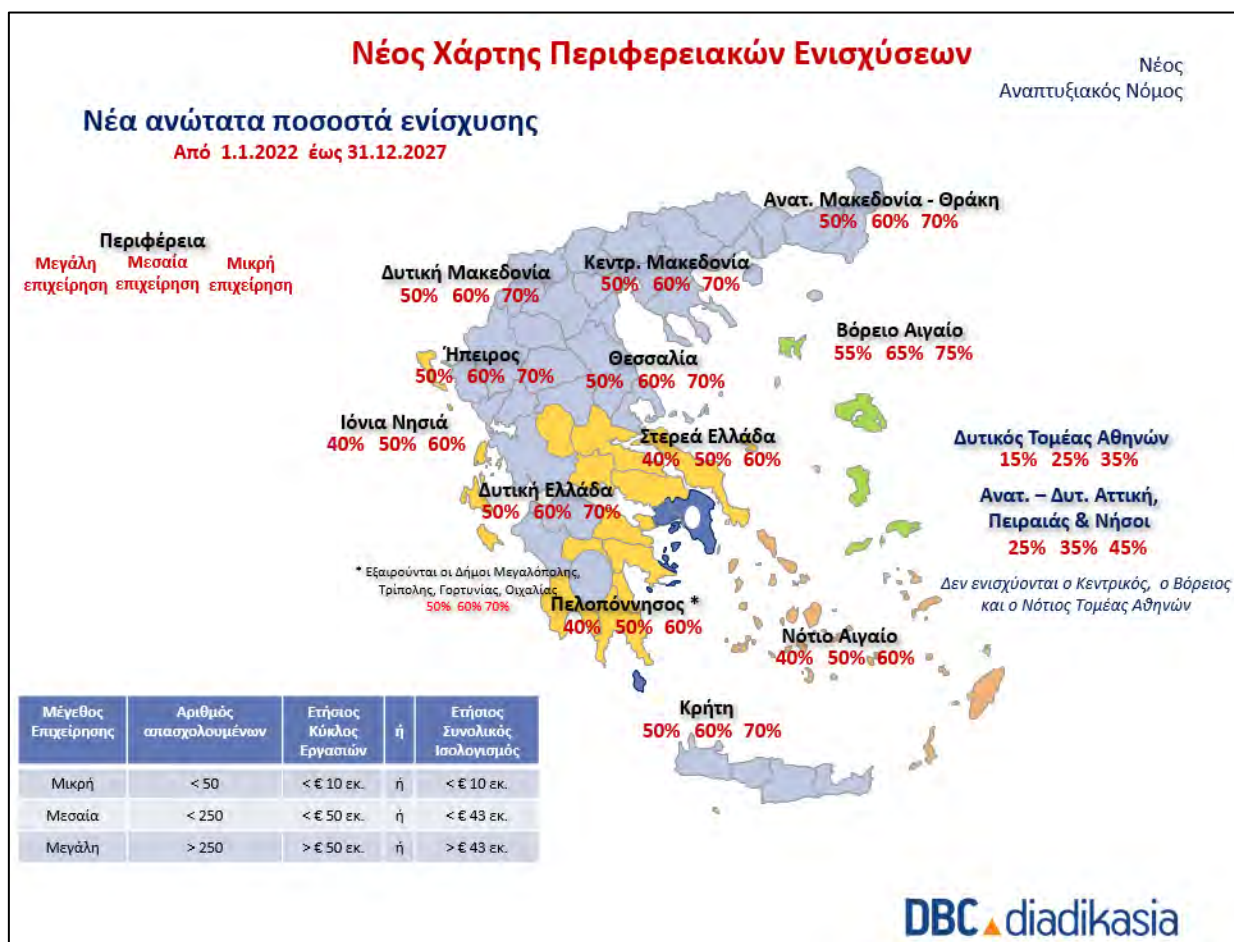 Νέος Χάρτης Περιφερειακών Ενισχύσεων
Νέος
Αναπτυξιακός Νόμος
Νέα ανώτατα ποσοστά ενίσχυσης
Από 1.1.2022 έως 31.12.2027
Περιφέρεια
Μεγάλη επιχείρηση
Μεσαία επιχείρηση
Μικρή επιχείρηση
Ανατ. Μακεδονία - Θράκη
50% 60% 70%
Κεντρ. Μακεδονία
50% 60% 70%
Δυτική Μακεδονία
50% 60% 70%
Βόρειο Αιγαίο
55% 65% 75%
Ήπειρος
50% 60% 70%
Θεσσαλία
50% 60% 70%
Ιόνια Νησιά
40% 50% 60%
Στερεά Ελλάδα
40% 50% 60%
Δυτικός Τομέας Αθηνών
15% 25% 35%
Δυτική Ελλάδα
50% 60% 70%
Ανατ. – Δυτ. Αττική,
Πειραιάς & Νήσοι
25% 35% 45%
Δεν ενισχύονται ο Κεντρικός, ο Βόρειος
και ο Νότιος Τομέας Αθηνών
* Εξαιρούνται οι Δήμοι Μεγαλόπολης,
Τρίπολης, Γορτυνίας, Οιχαλίας
50% 60% 70%
Πελοπόννησος *
40% 50% 60%
Νότιο Αιγαίο
40% 50% 60%
Κρήτη
50% 60% 70%
Μέγεθος Επιχείρησης Αριθμός απασχολουμένων Ετήσιος Κύκλος Εργασιών ή Ετήσιος Συνολικός Ισολογισμός
Μικρή < 50 < € 10 εκ. ή < € 10 εκ.
Μεσαία < 250 < € 50 εκ. ή < € 43 εκ.
Μεγάλη > 250 > € 50 εκ. ή > € 43 εκ.
DBC diadikasia